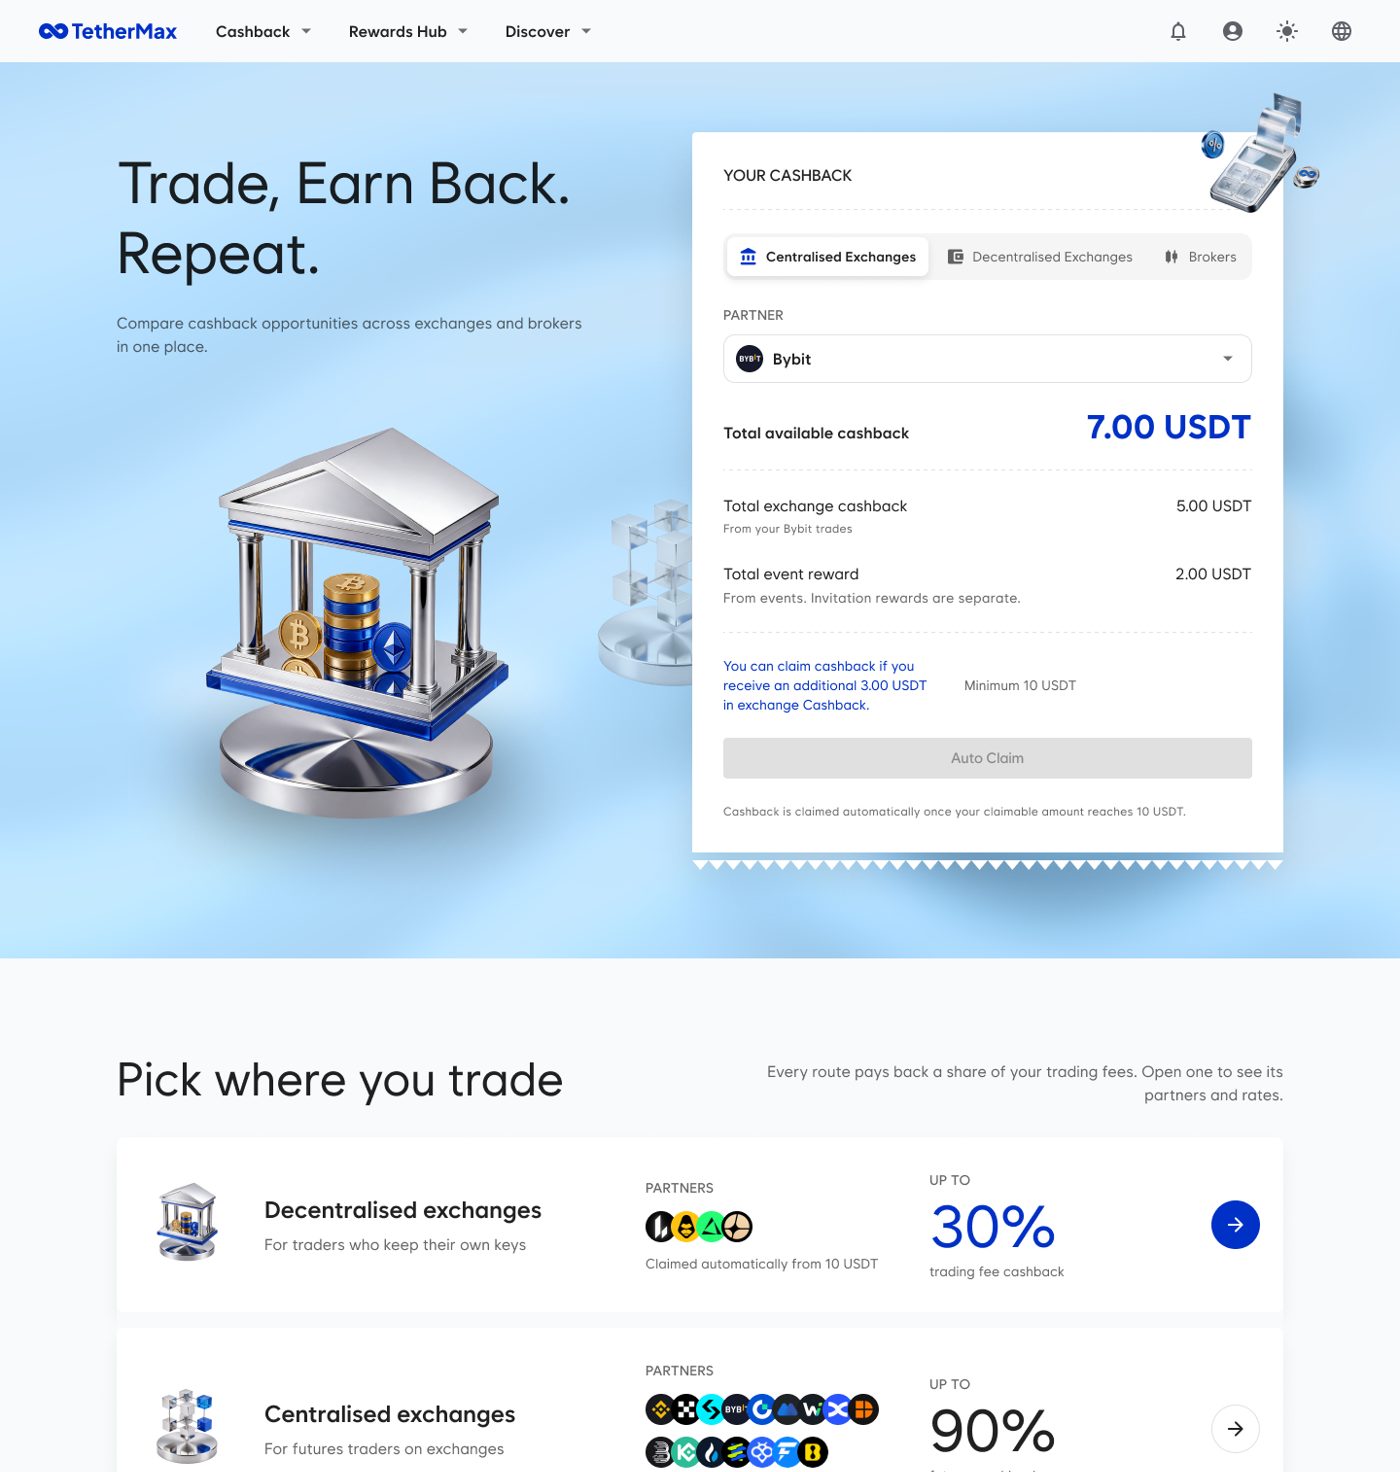 TetherMax
Cashback
Rewards Hub
Discover
Trade, Earn Back.
Repeat.
Compare cashback opportunities across exchanges and brokers
in one place.
YOUR CASHBACK
Centralised Exchanges
Decentralised Exchanges
Brokers
PARTNER
BYBIT
Bybit
Total available cashback
7.00 USDT
Total exchange cashback
5.00 USDT
From your Bybit trades
Total event reward
2.00 USDT
From events. Invitation rewards are separate.
You can claim cashback if you
receive an additional 3.00 USDT
in exchange Cashback.
Minimum 10 USDT
Auto Claim
Cashback is claimed automatically once your claimable amount reaches 10 USDT.
Pick where you trade
Every route pays back a share of your trading fees. Open one to see its
partners and rates.
Decentralised exchanges
For traders who keep their own keys
PARTNERS
Claimed automatically from 10 USDT
UP TO
30%
trading fee cashback
Centralised exchanges
For futures traders on exchanges
PARTNERS
BYBIT
UP TO
90%